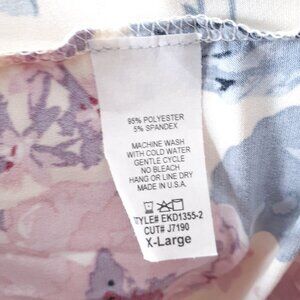 95% POLYESTER
5% SPANDEX
MACHINE WASH
WITH COLD WATER
GENTLE CYCLE
NO BLEACH
HANG OR LINE DRY
MADE IN U.S.A.
STYLE# EKD1355-2
CUT# J7190
X-Large